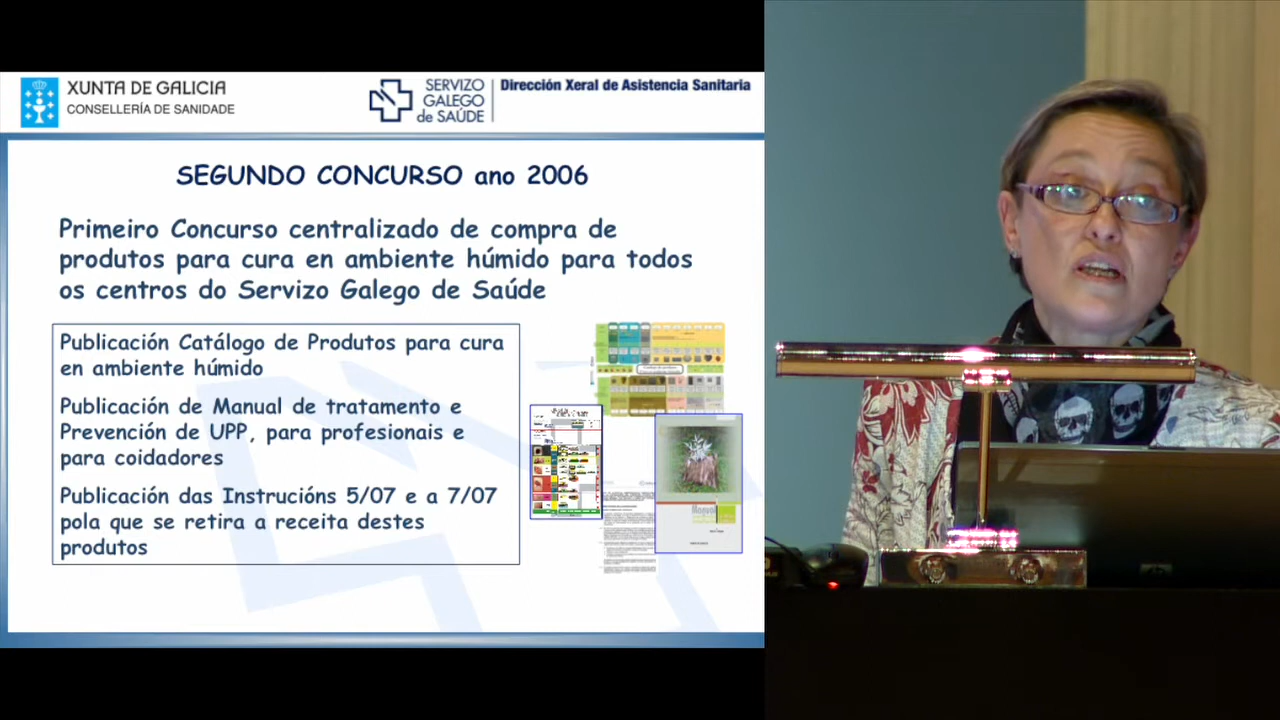 XUNTA DE GALICIA
CONSELLERÍA DE SANIDADE
SERVIZO
GALEGO
de SAÚDE
Dirección Xeral de Asistencia Sanitaria
SEGUNDO CONCURSO ano 2006
Primeiro Concurso centralizado de compra de
produtos para cura en ambiente húmido para todos
os centros do Servizo Galego de Saúde
Publicación Catálogo de Produtos para cura
en ambiente húmido
Publicación de Manual de tratamento e
Prevención de UPP, para profesionais e
para coidadores
Publicación das Instrucións 5/07 e a 7/07
pola que se retira a receita destes
produtos
Manual